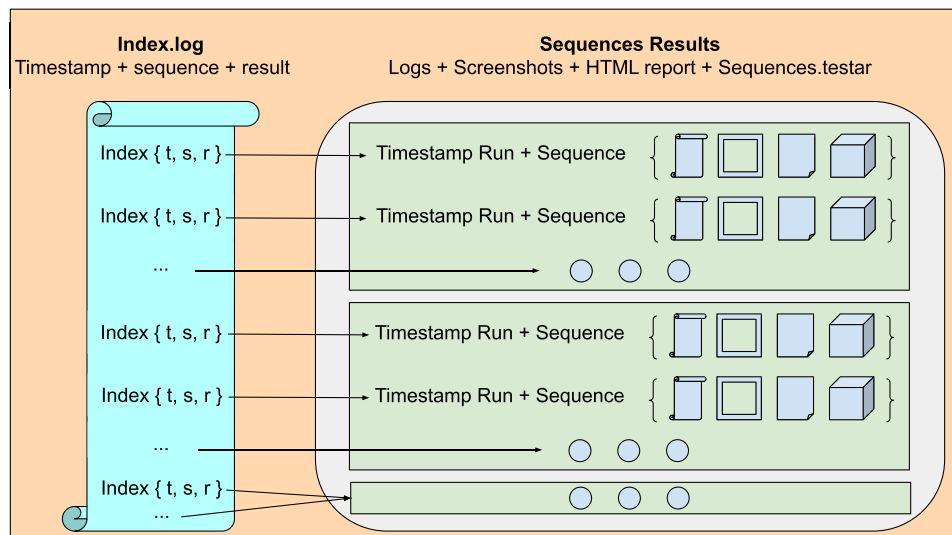 Index.log
Timestamp + sequence + result
Sequences Results
Logs + Screenshots + HTML report + Sequences.testar
Index { t, s, r }
Timestamp Run + Sequence
Index { t, s, r }
Timestamp Run + Sequence
...
Index { t, s, r }
Timestamp Run + Sequence
Index { t, s, r }
Timestamp Run + Sequence
...
Index { t, s, r }
...